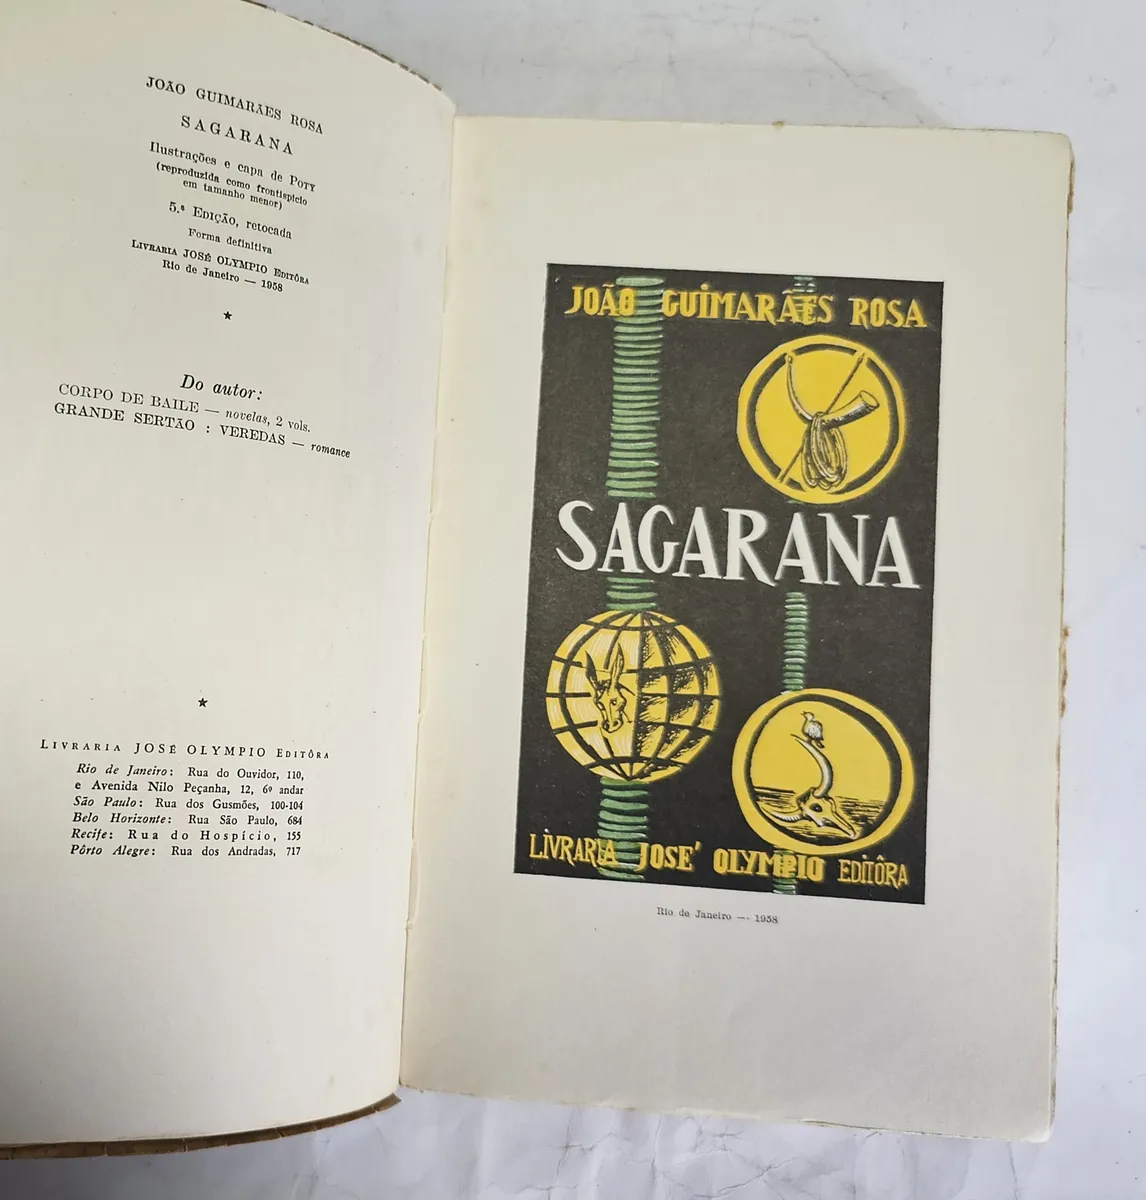 JOÃO GUIMARÃES ROSA
SAGARANA
Ilustrações e capa de POTY
(reproduzida como frontispício
em tamanho menor)
5.ª EDIÇÃO, retocada
Forma definitiva
LIVRARIA JOSÉ OLYMPIO EDITÔRA
Rio de Janeiro — 1958
★
Do autor:
CORPO DE BAILE — novelas, 2 vols.
GRANDE SERTÃO : VEREDAS — romance
★
LIVRARIA JOSÉ OLYMPIO EDITÔRA
Rio de Janeiro: Rua do Ouvidor, 110,
e Avenida Nilo Peçanha, 12, 6º andar
São Paulo: Rua dos Gusmões, 100-104
Belo Horizonte: Rua São Paulo, 684
Recife: Rua do Hospício, 155
Pôrto Alegre: Rua dos Andradas, 717
JOÃO GUIMARÃES ROSA
SAGARANA
LIVRARIA JOSÉ OLYMPIO EDITÔRA
Rio de Janeiro — 1958